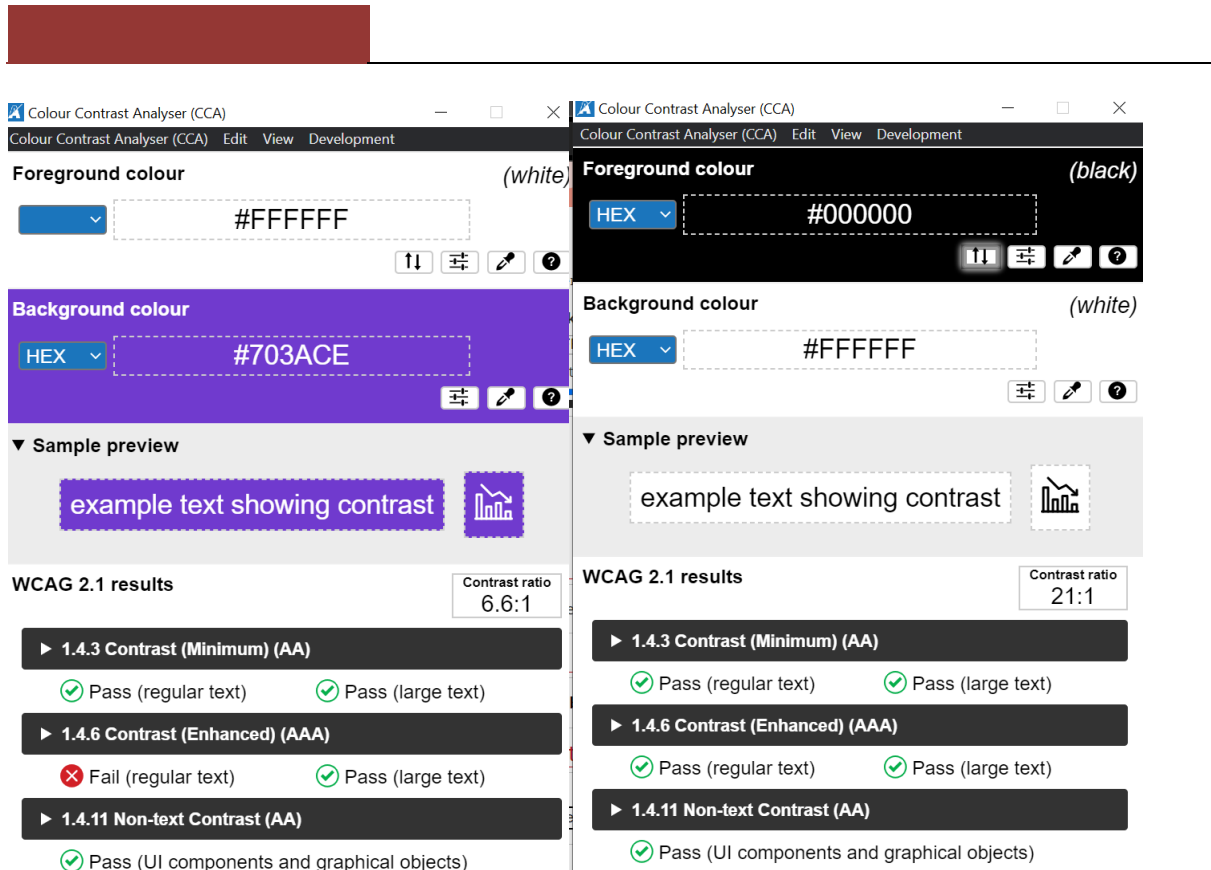 Colour Contrast Analyser (CCA)
Colour Contrast Analyser (CCA) Edit View Development
Foreground colour (white)
#FFFFFF
Background colour
HEX #703ACE
Sample preview
example text showing contrast
WCAG 2.1 results
Contrast ratio
6.6:1
1.4.3 Contrast (Minimum) (AA)
Pass (regular text) Pass (large text)
1.4.6 Contrast (Enhanced) (AAA)
Fail (regular text) Pass (large text)
1.4.11 Non-text Contrast (AA)
Pass (UI components and graphical objects)
Colour Contrast Analyser (CCA)
Colour Contrast Analyser (CCA) Edit View Development
Foreground colour (black)
HEX #000000
Background colour (white)
HEX #FFFFFF
Sample preview
example text showing contrast
WCAG 2.1 results
Contrast ratio
21:1
1.4.3 Contrast (Minimum) (AA)
Pass (regular text) Pass (large text)
1.4.6 Contrast (Enhanced) (AAA)
Pass (regular text) Pass (large text)
1.4.11 Non-text Contrast (AA)
Pass (UI components and graphical objects)